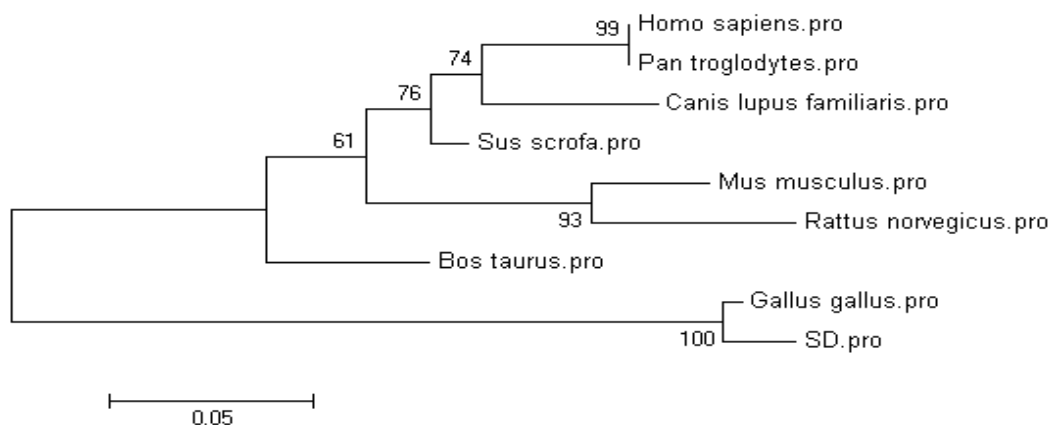 Homo sapiens.pro
99
Pan troglodytes.pro
74
Canis lupus familiaris.pro
76
Sus scrofa.pro
61
Mus musculus.pro
93
Rattus norvegicus.pro
Bos taurus.pro
Gallus gallus.pro
100
SD.pro
0.05